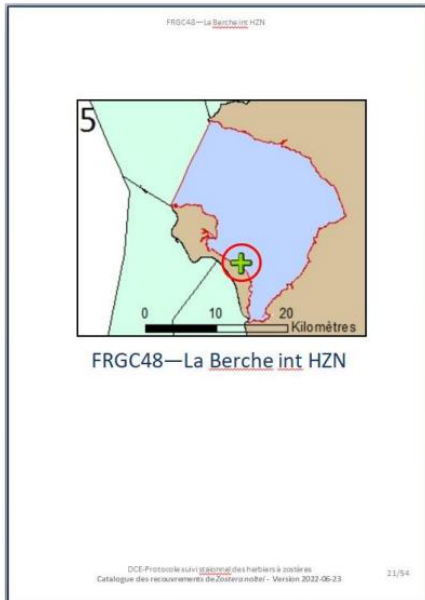 FRGC48—La Berche int HZN
5
0 10 20
Kilomètres
FRGC48—La Berche int HZN
DCE-Protocole suivi stationnel des herbiers à zostères
Catalogue des recouvrements de Zostera noltei - Version 2022-06-23
21/54